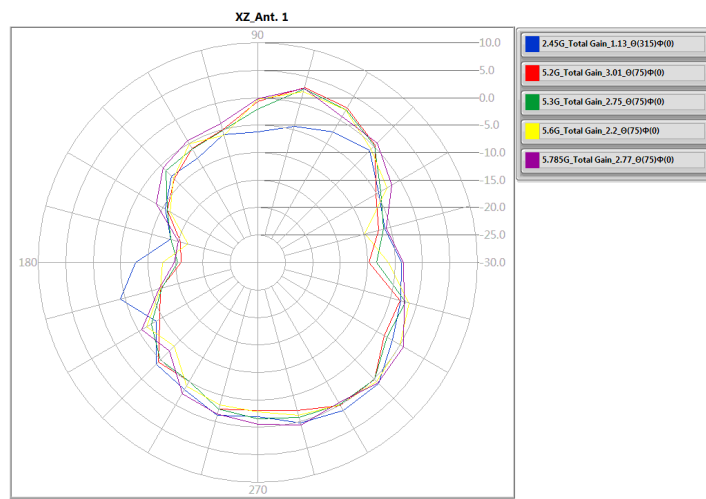 XZ_Ant. 1
90
10.0
5.0
0.0
-5.0
-10.0
-15.0
-20.0
-25.0
180
-30.0
270
2.45G_Total Gain_1.13_Θ(315)Φ(0)
5.2G_Total Gain_3.01_Θ(75)Φ(0)
5.3G_Total Gain_2.75_Θ(75)Φ(0)
5.6G_Total Gain_2.2_Θ(75)Φ(0)
5.785G_Total Gain_2.77_Θ(75)Φ(0)